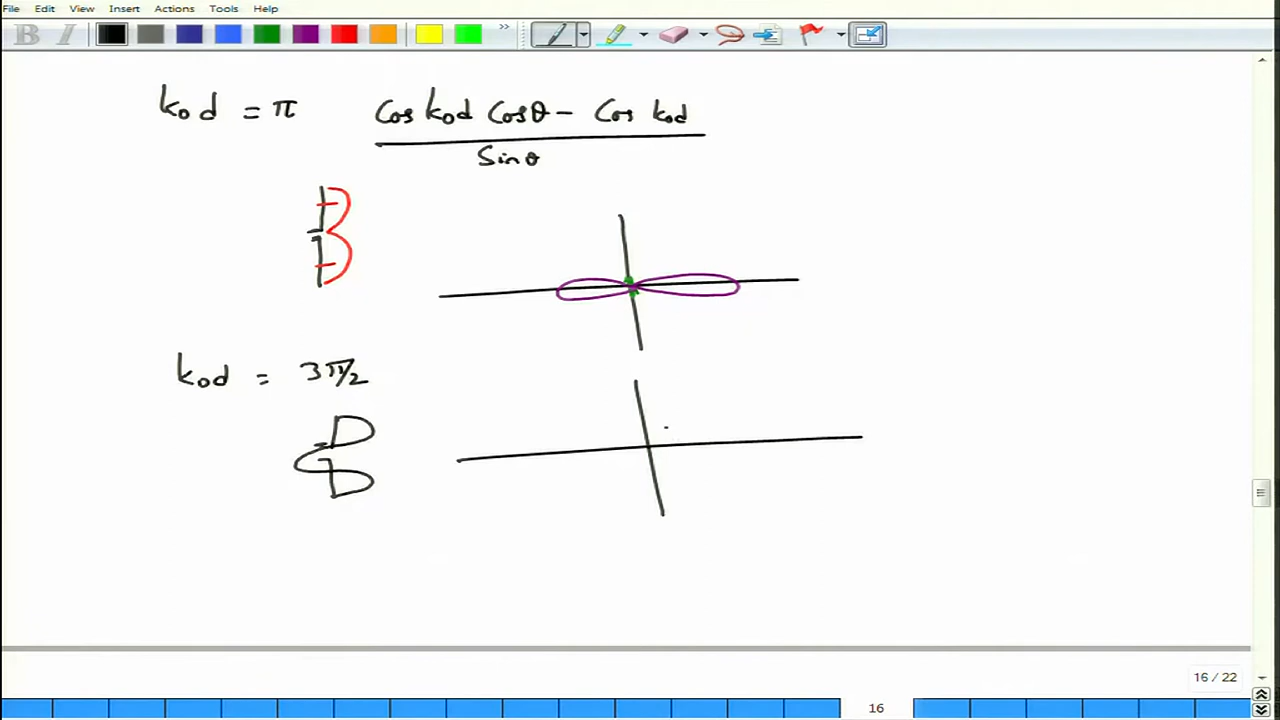 File Edit View Insert Actions Tools Help
B I
k₀d = π
Cos k₀d Cosθ - Cos k₀d
Sinθ
k₀d = 3π/2
16 / 22
16